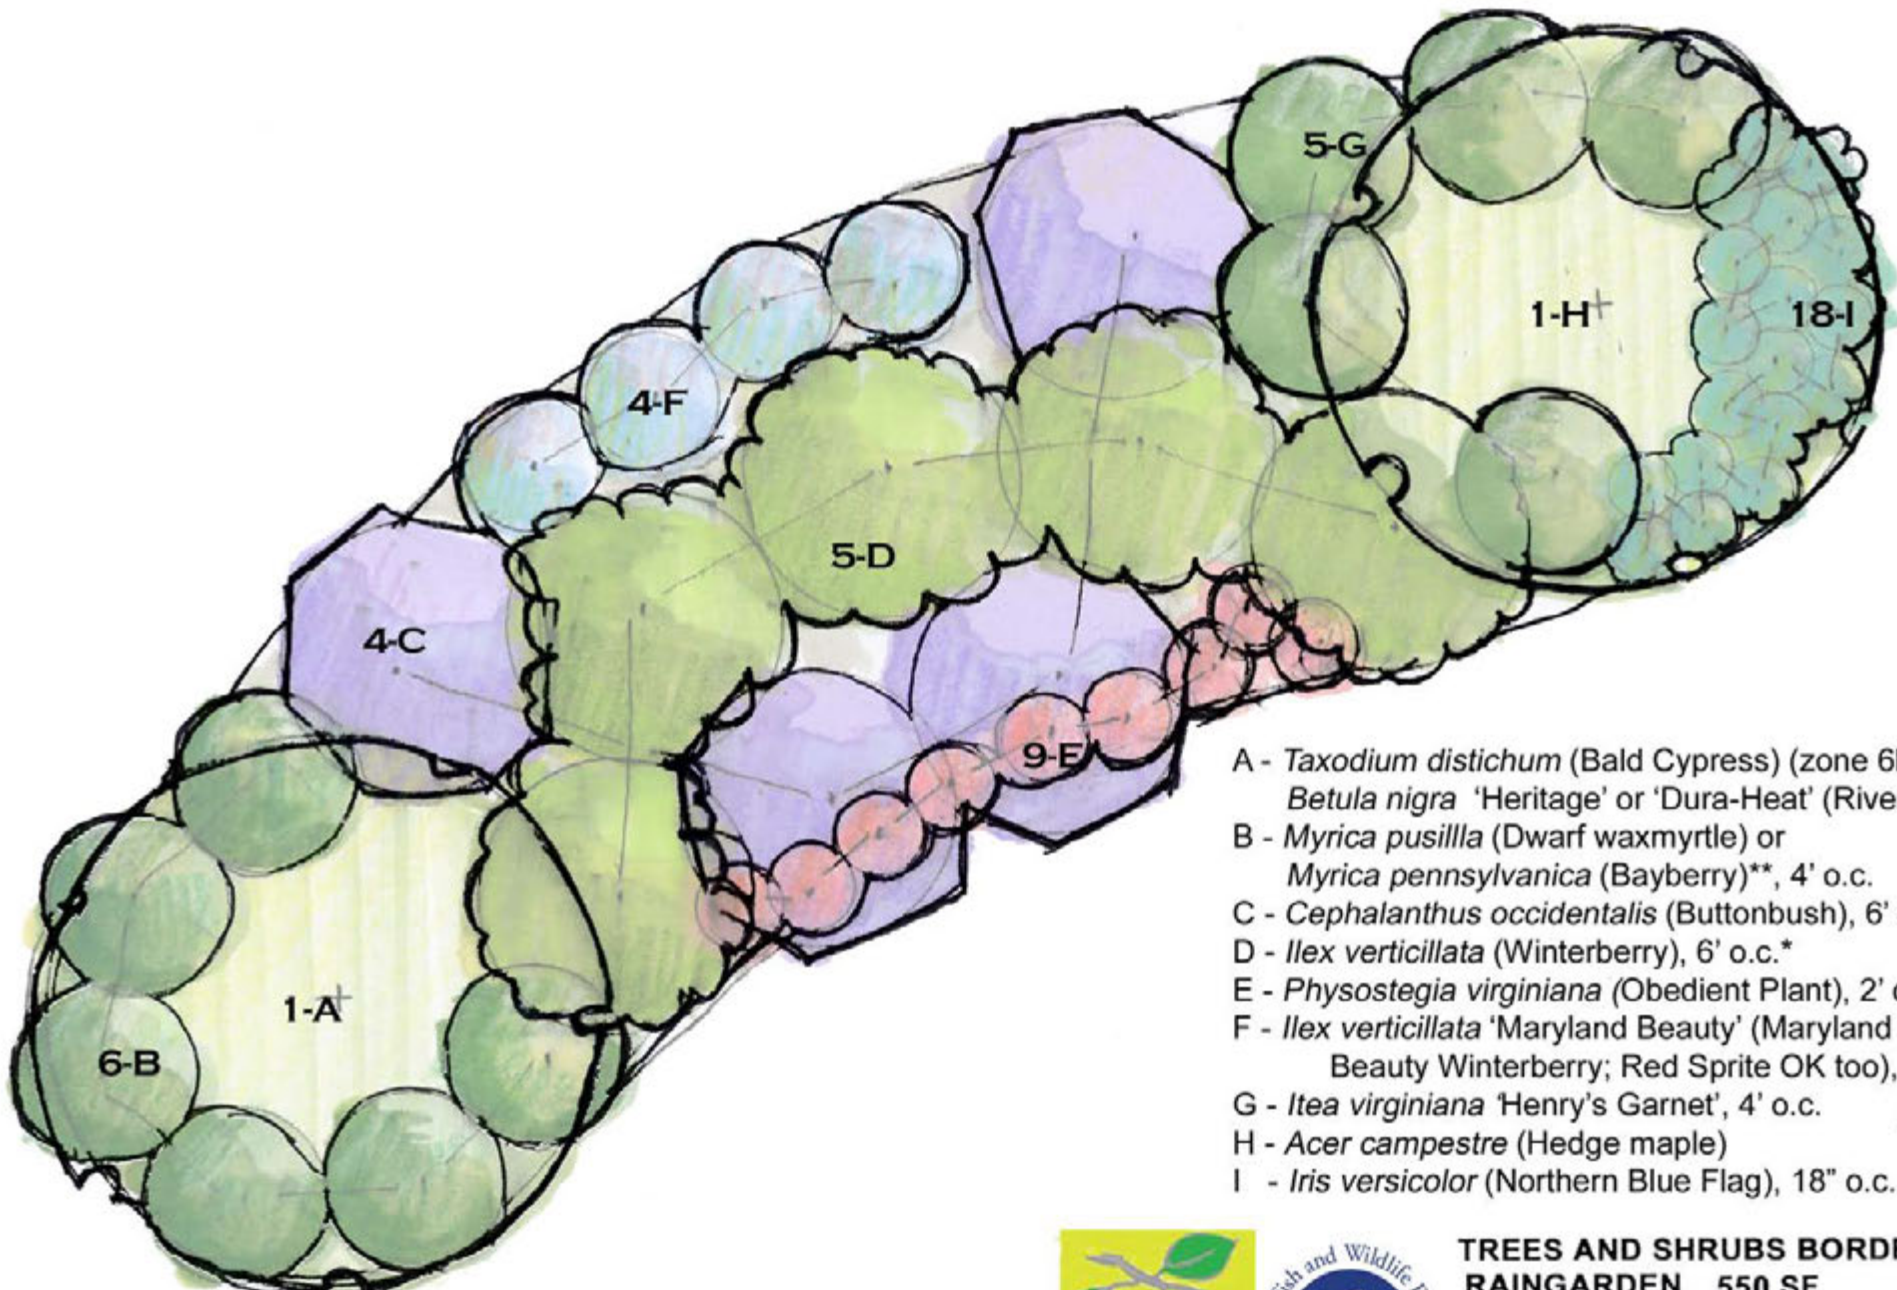 5-G
1-H
18-I
4-F
5-D
4-C
9-E
1-A
6-B
A - Taxodium distichum (Bald Cypress) (zone
Betula nigra 'Heritage' or 'Dura-Heat'
B - Myrica pusillla (Dwarf waxmyrtle) or
Myrica pennsylvanica (Bayberry)**, 4' o.c.
C - Cephalanthus occidentalis (Buttonbush), 6'
D - Ilex verticillata (Winterberry), 6' o.c.*
E - Physostegia virginiana (Obedient Plant), 2'
F - Ilex verticillata 'Maryland Beauty' (Maryland
Beauty Winterberry; Red Sprite OK too),
G - Itea virginiana 'Henry's Garnet', 4' o.c.
H - Acer campestre (Hedge maple)
I - Iris versicolor (Northern Blue Flag), 18" o.c.
and Wildlife
TREES AND SHRUBS
RAINGARDEN 550 SF